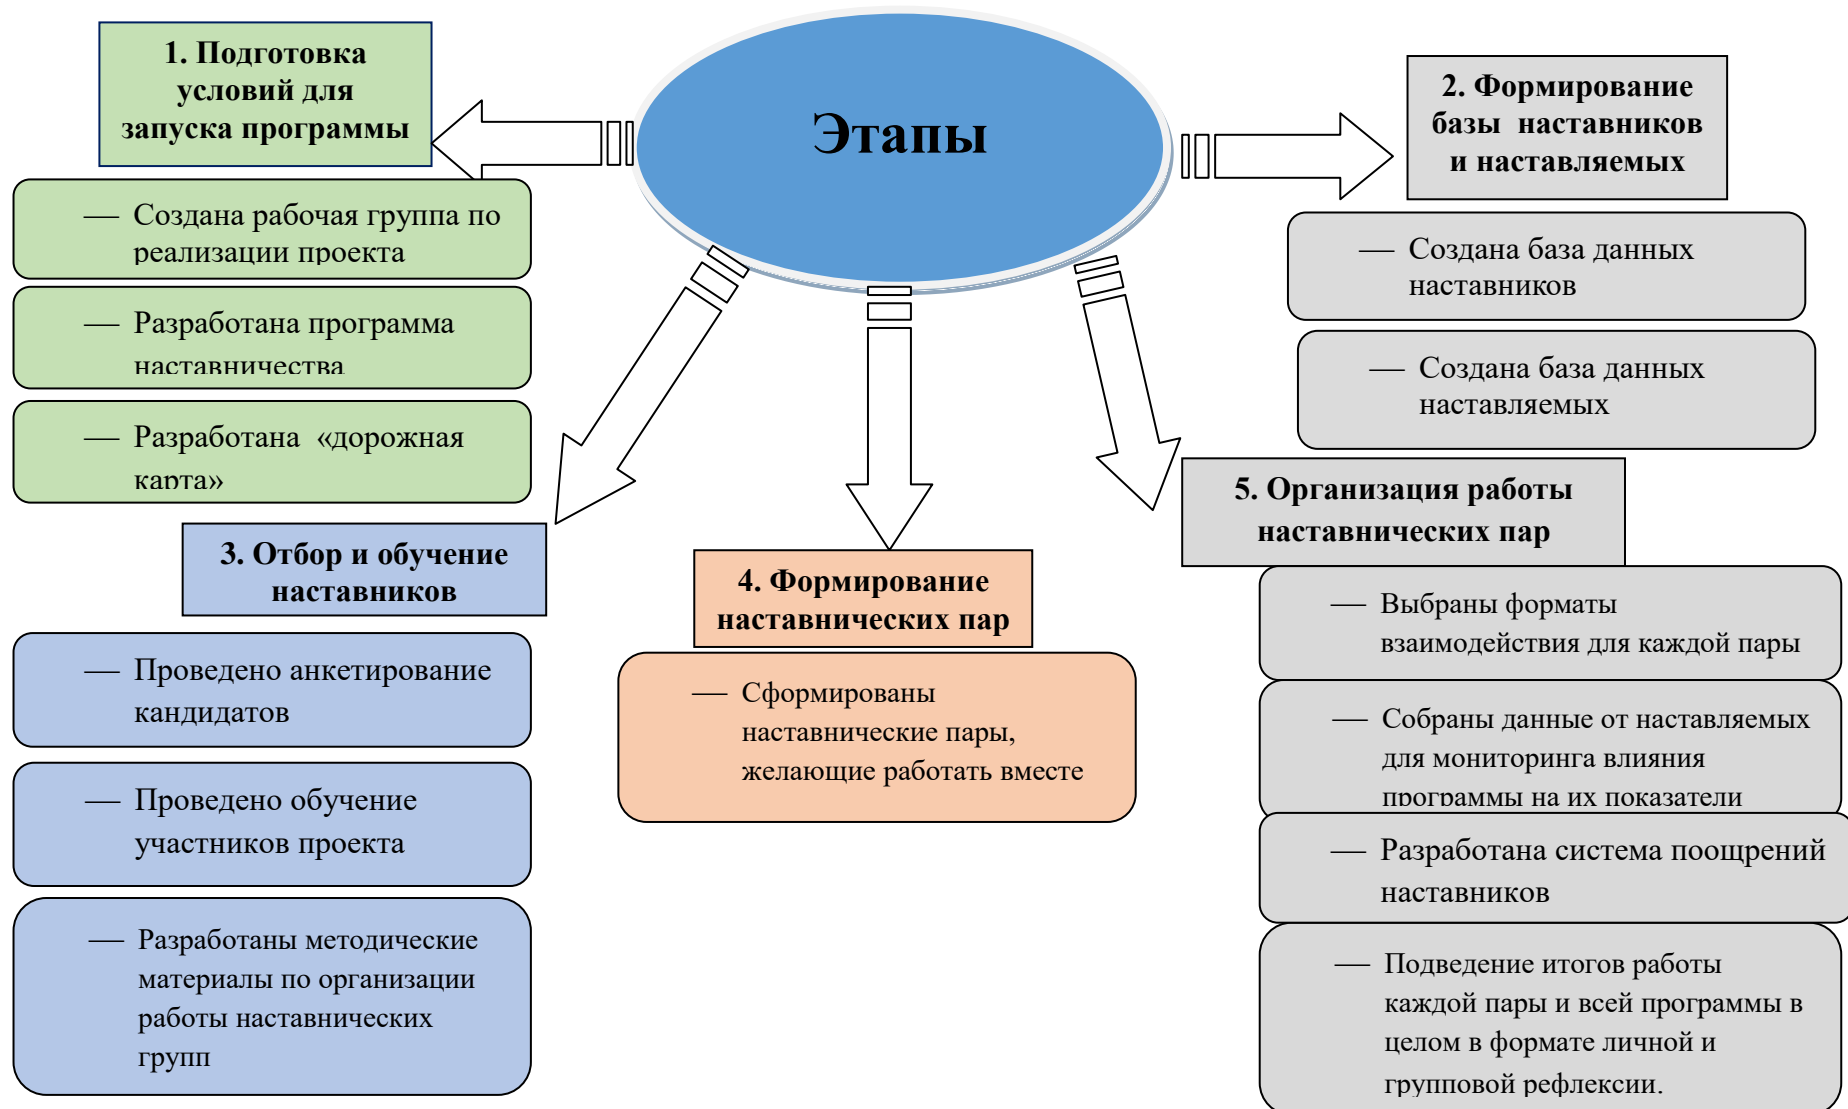 Этапы
1. Подготовка
условий для
запуска программы
— Создана рабочая группа по
реализации проекта
— Разработана программа
наставничества
— Разработана «дорожная
карта»
2. Формирование
базы наставников
и наставляемых
— Создана база данных
наставников
— Создана база данных
наставляемых
3. Отбор и обучение
наставников
— Проведено анкетирование
кандидатов
— Проведено обучение
участников проекта
— Разработаны методические
материалы по организации
работы наставнических
групп
4. Формирование
наставнических пар
— Сформированы
наставнические пары,
желающие работать вместе
5. Организация работы
наставнических пар
— Выбраны форматы
взаимодействия для каждой пары
— Собраны данные от наставляемых
для мониторинга влияния
программы на их показатели
— Разработана система поощрений
наставников
— Подведение итогов работы
каждой пары и всей программы в
целом в формате личной и
групповой рефлексии.